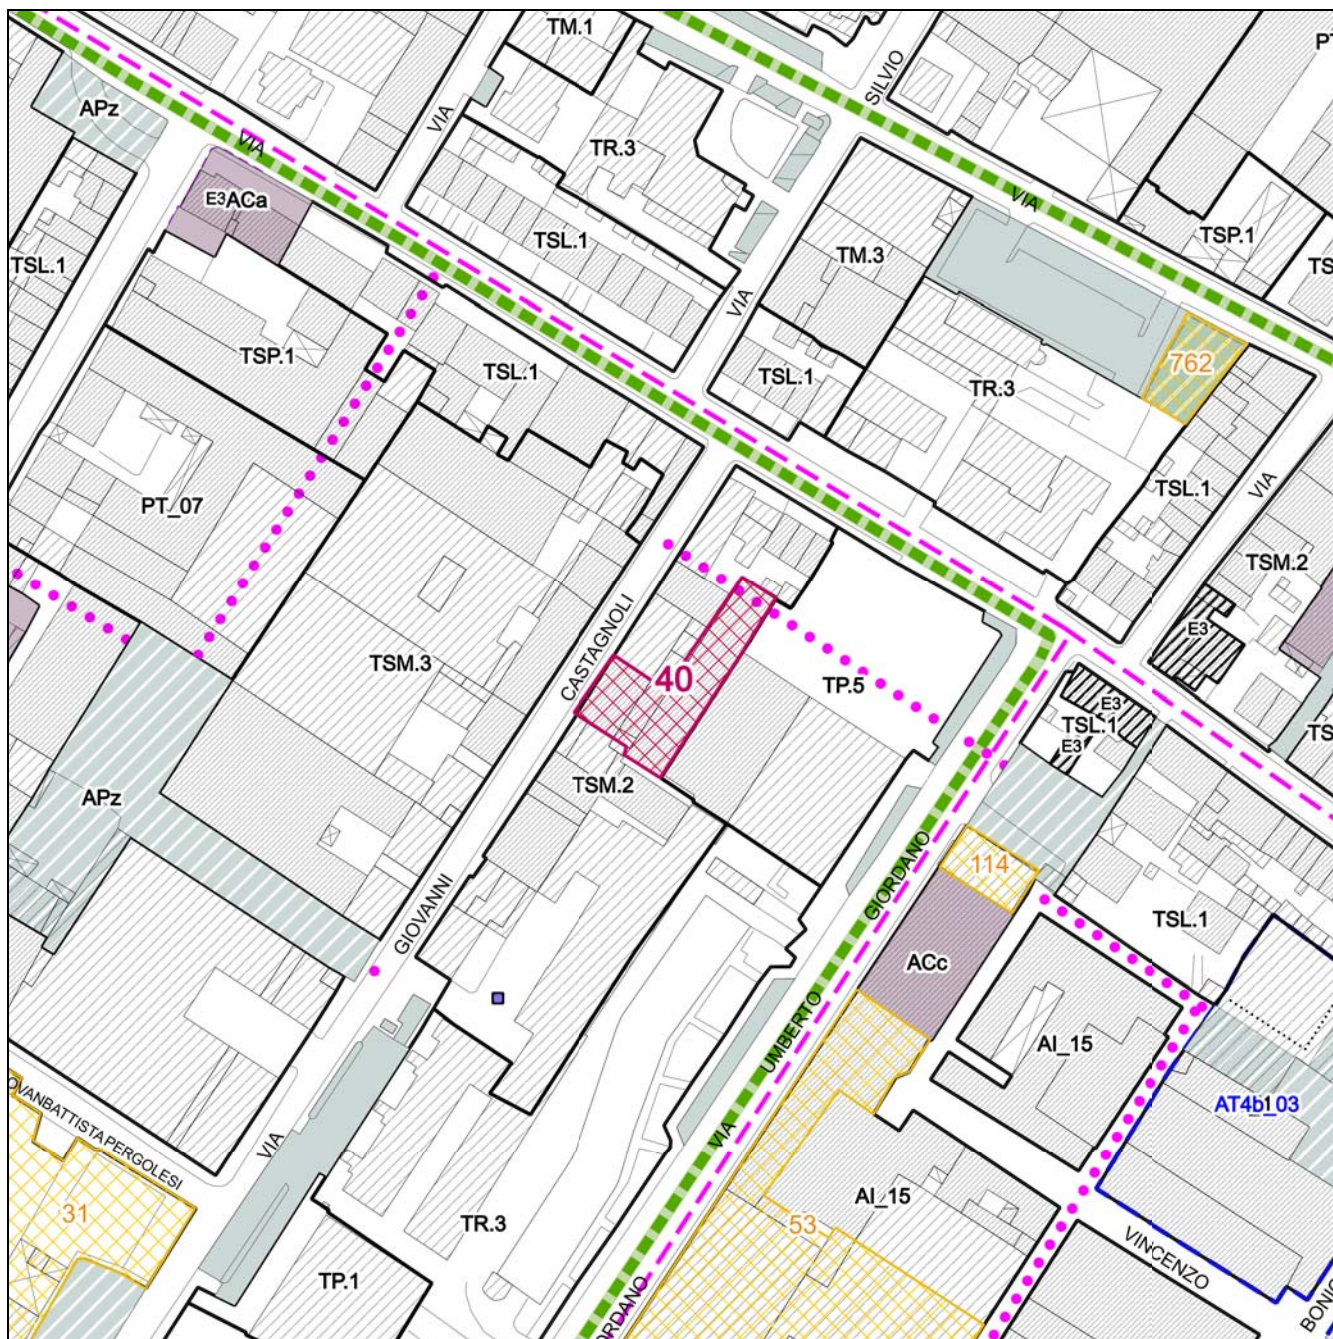 TM.1
SILVIO
APz
VIA
VIA
TR.3
E3 ACa
VIA
TSL.1
TSL.1
TM.3
TSP.1
VIA
TSP.1
TSL.1
TSL.1
TR.3
762
PT_07
TSL.1
VIA
TSM.2
E3
TSM.3
CASTAGNOLI
40
TP.5
E3
TSL.1
E3
APz
TSM.2
GIORDANO
114
GIOVANNI
TSL.1
ACc
UMBERTO
AI_15
AT4b_03
VIA
VIA
31
AI_15
TR.3
53
VINCENZO
TP.1